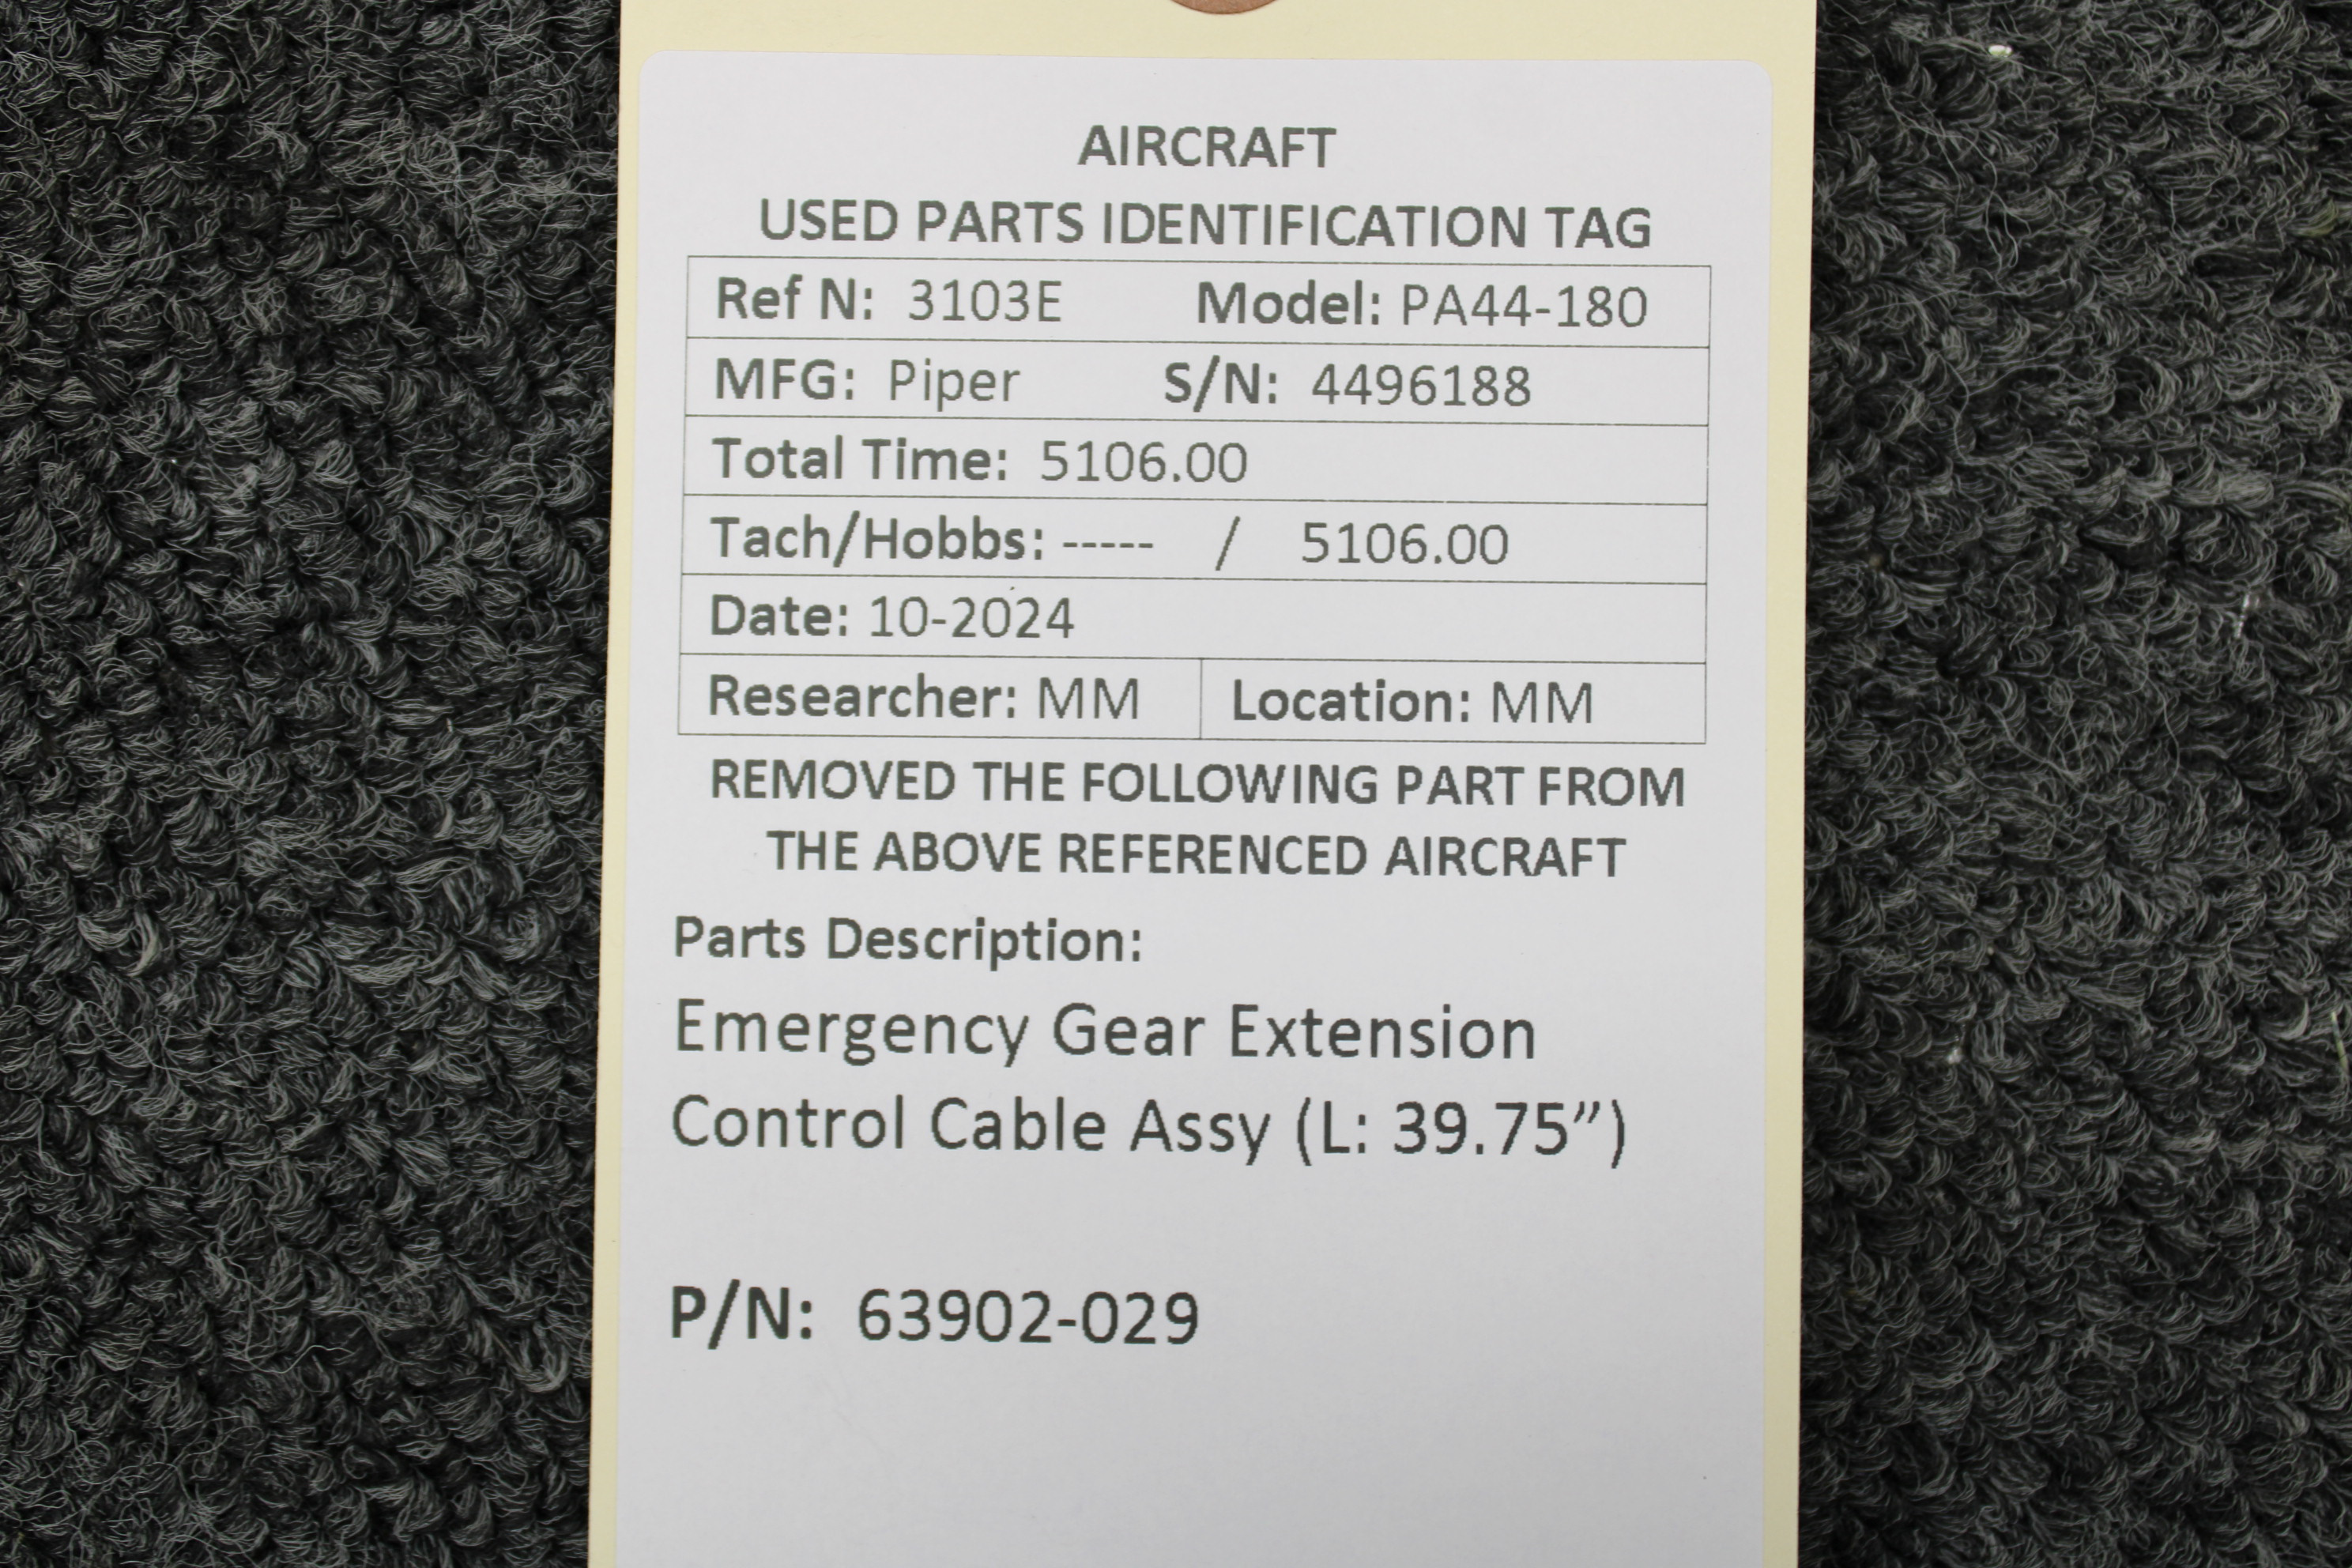 AIRCRAFT
USED PARTS IDENTIFICATION TAG
Ref N: 3103E Model: PA44-180
MFG: Piper S/N: 4496188
Total Time: 5106.00
Tach/Hobbs: ----- / 5106.00
Date: 10-2024
Researcher: MM Location: MM
REMOVED THE FOLLOWING PART FROM
THE ABOVE REFERENCED AIRCRAFT
Parts Description:
Emergency Gear Extension
Control Cable Assy (L: 39.75”)
P/N: 63902-029